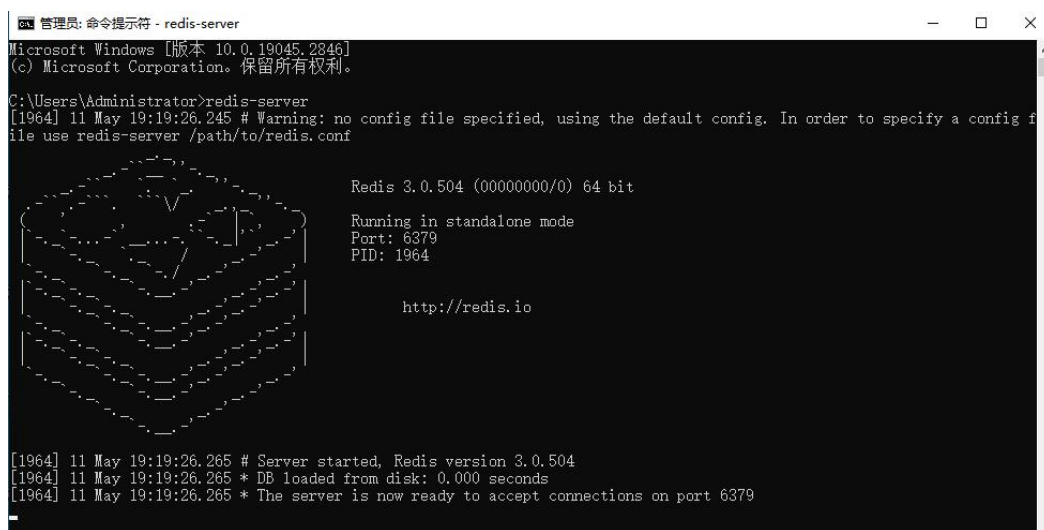 管理员: 命令提示符 - redis-server
Microsoft Windows [版本 10.0.19045.2846]
(c) Microsoft Corporation。保留所有权利。
C:\Users\Administrator>redis-server
[1964] 11 May 19:19:26.245 # Warning: no config file specified, using the default config. In order to specify a config f
ile use redis-server /path/to/redis.conf
Redis 3.0.504 (00000000/0) 64 bit
Running in standalone mode
Port: 6379
PID: 1964
http://redis.io
[1964] 11 May 19:19:26.265 # Server started, Redis version 3.0.504
[1964] 11 May 19:19:26.265 * DB loaded from disk: 0.000 seconds
[1964] 11 May 19:19:26.265 * The server is now ready to accept connections on port 6379